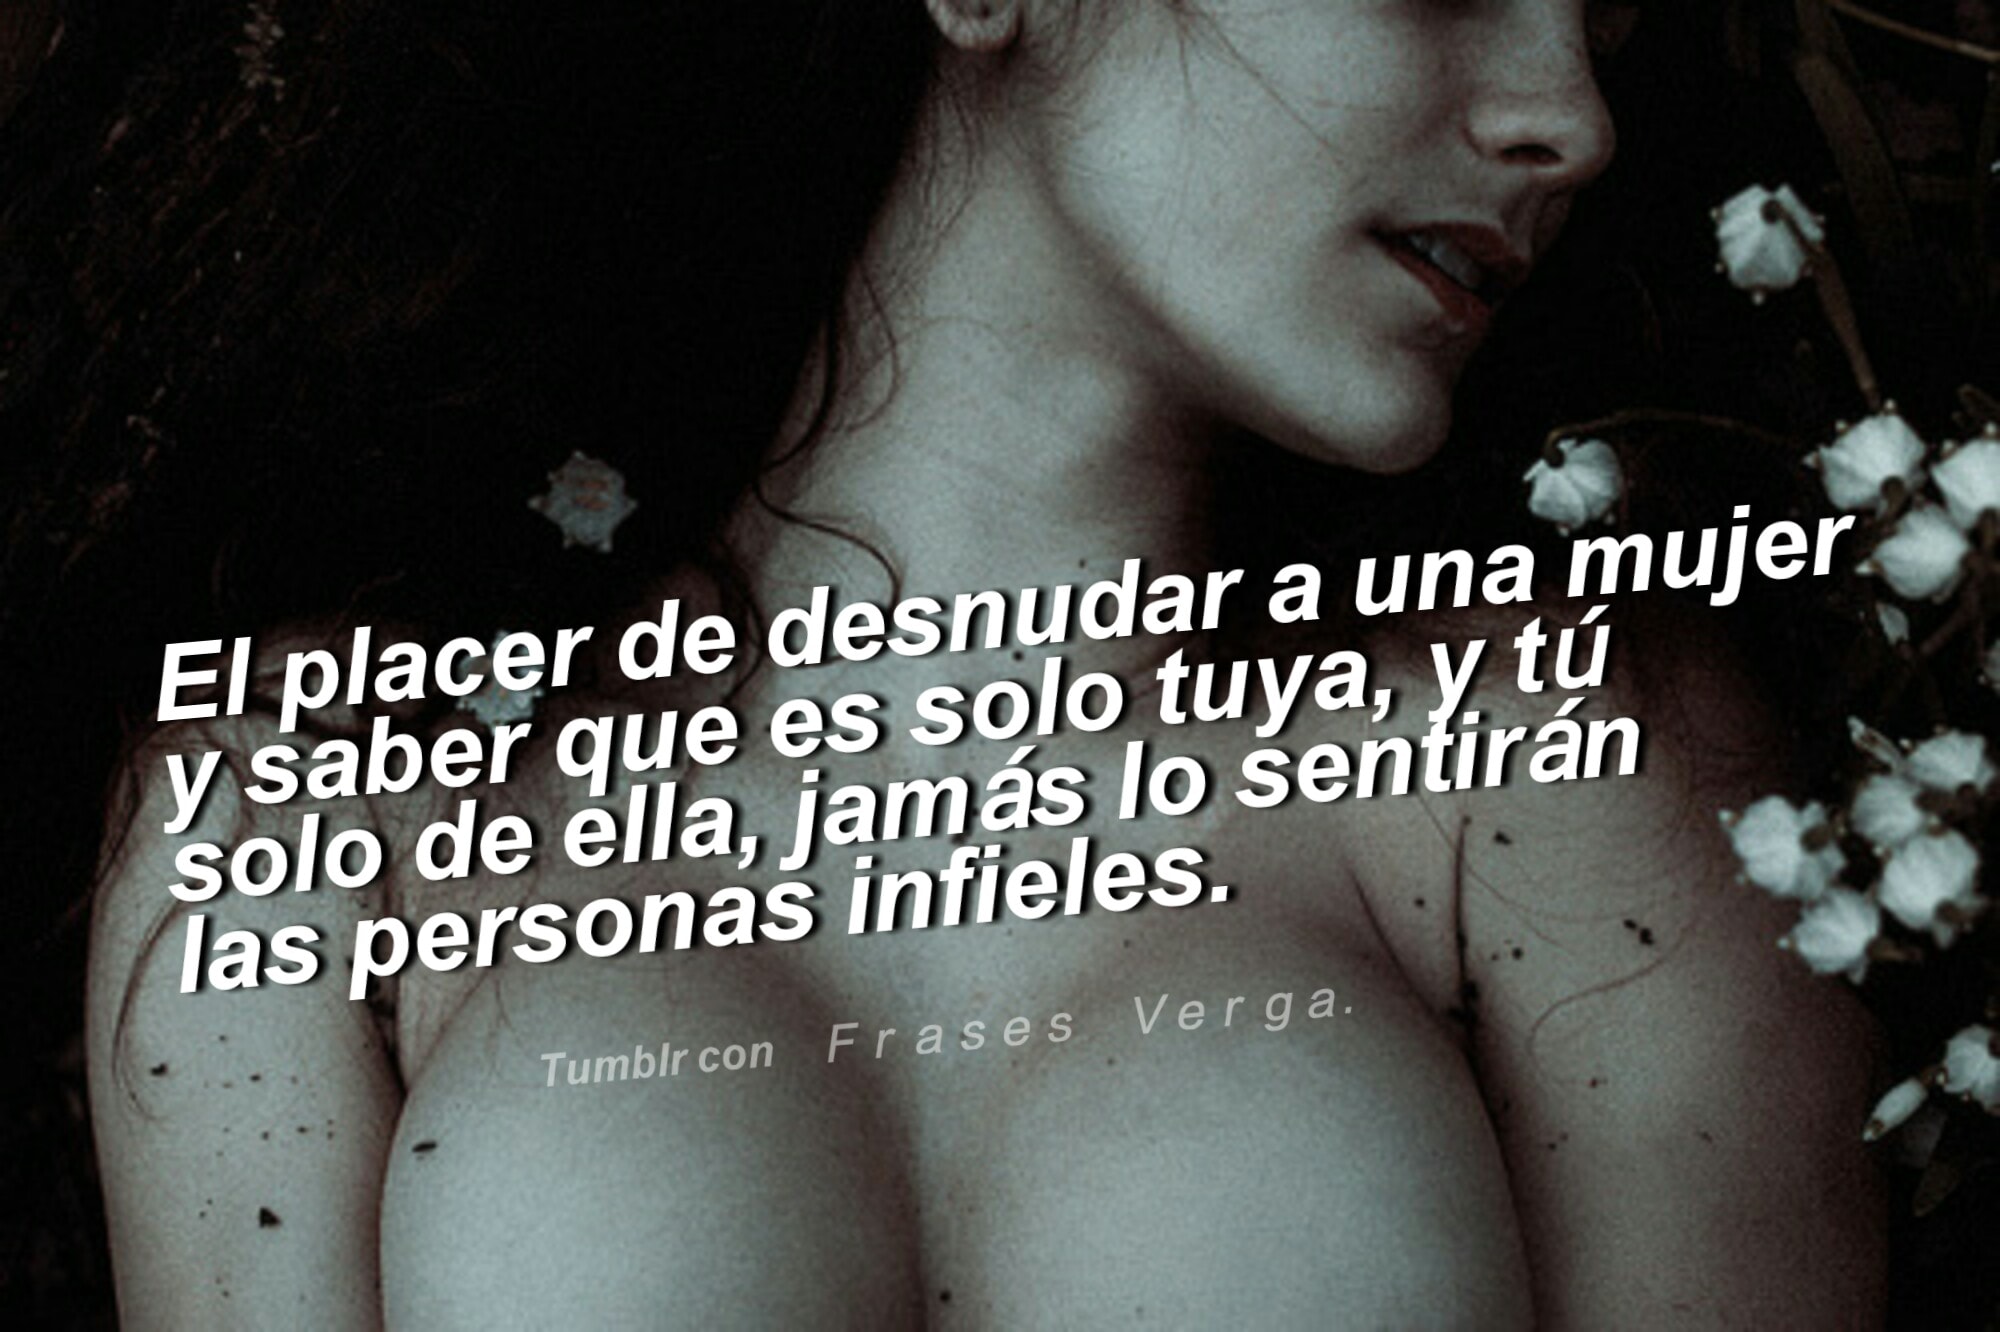 El placer de desnudar a una mujer
y saber que es solo tuya, y tú
solo de ella, jamás lo sentirán
las personas infieles.
Tumblr con Frases Verga.